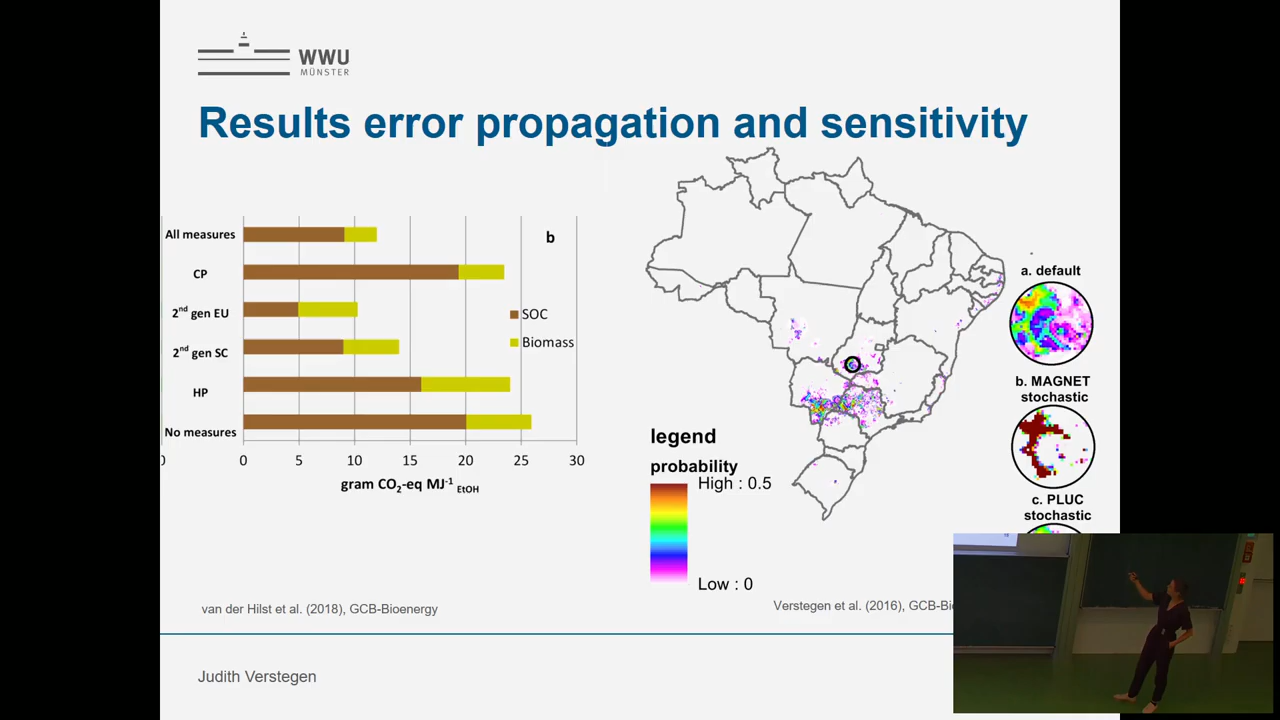 WWU
MÜNSTER
Results error propagation and sensitivity
All measures
CP
2nd gen EU
2nd gen SC
HP
No measures
b
SOC
Biomass
0
0
5
10
15
20
25
30
gram CO2-eq MJ-1 EtOH
a. default
b. MAGNET
stochastic
c. PLUC
stochastic
legend
probability
High : 0.5
Low : 0
van der Hilst et al. (2018), GCB-Bioenergy
Verstegen et al. (2016), GCB-
Judith Verstegen